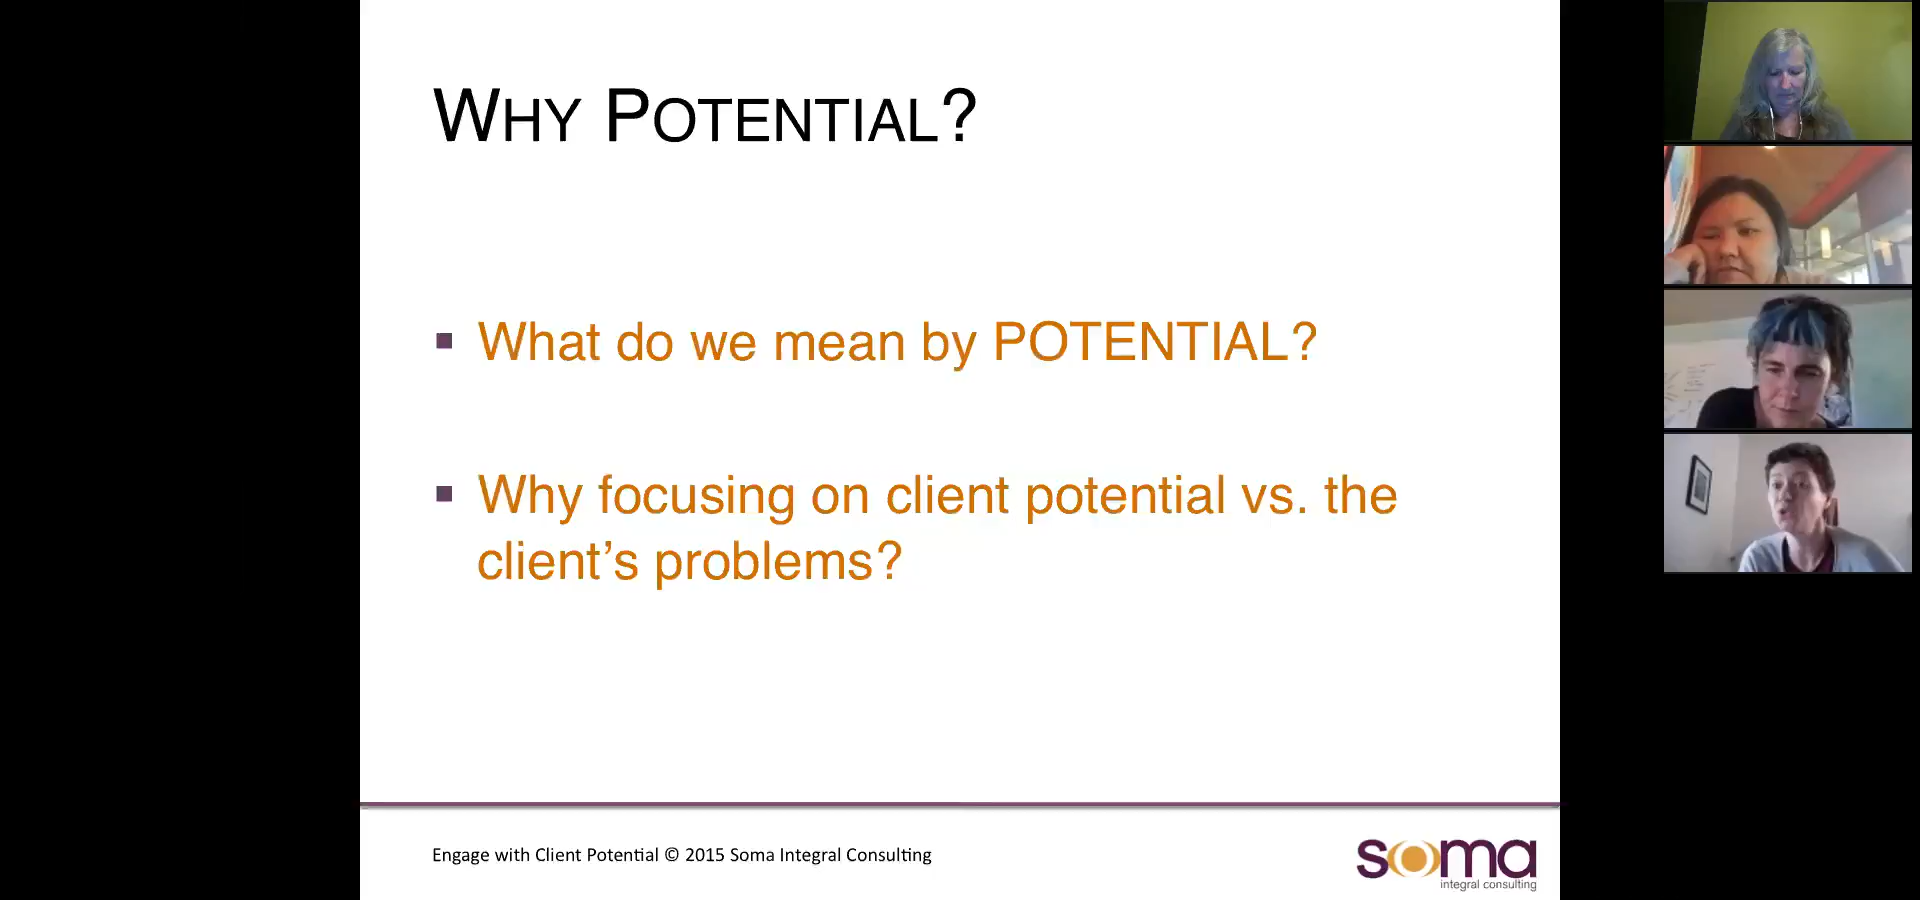 WHY POTENTIAL?
What do we mean by POTENTIAL?
Why focusing on client potential vs. the
client’s problems?
Engage with Client Potential © 2015 Soma Integral Consulting
soma
integral consulting